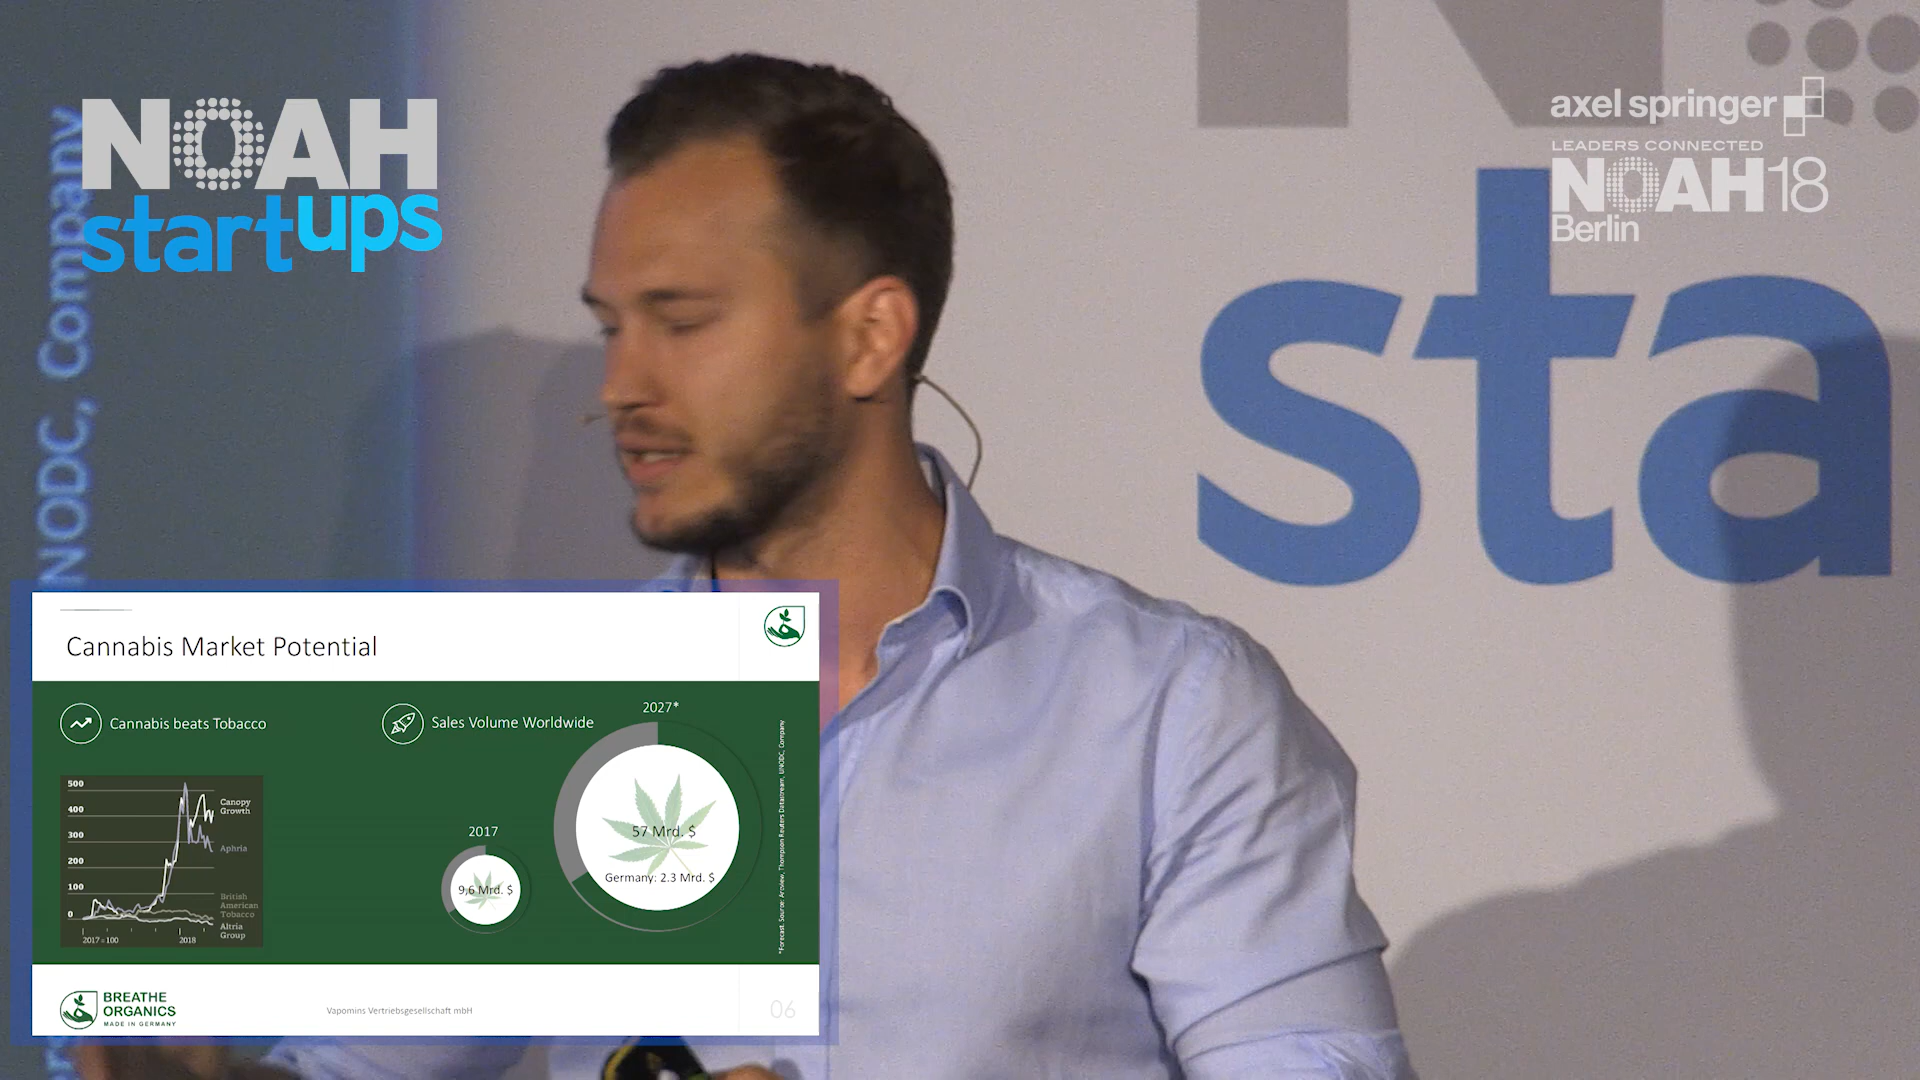 NOAH
startups
axel springer
LEADERS CONNECTED
NOAH18
Berlin
sta
NODC, Company
Cannabis Market Potential
Cannabis beats Tobacco
Sales Volume Worldwide
2027*
57 Mrd. $
Germany: 2.3 Mrd. $
2017
9,6 Mrd. $
500
400
300
200
100
0
2017 = 100
2018
Canopy
Growth
Aphria
British
American
Tobacco
Altria
Group
*Forecast. Source: Arcview, Thompson Reuters Datastream, UNODC, Company
BREATHE
ORGANICS
MADE IN GERMANY
Vapomins Vertriebsgesellschaft mbH
06